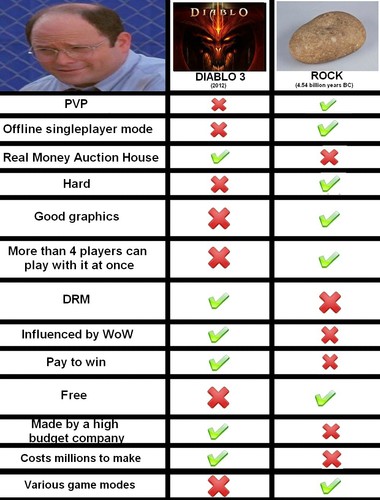 DIABLO
DIABLO 3
(2012)
ROCK
(4.54 billion years BC)
PVP
Offline singleplayer mode
Real Money Auction House
Hard
Good graphics
More than 4 players can
play with it at once
DRM
Influenced by WoW
Pay to win
Free
Made by a high
budget company
Costs millions to make
Various game modes